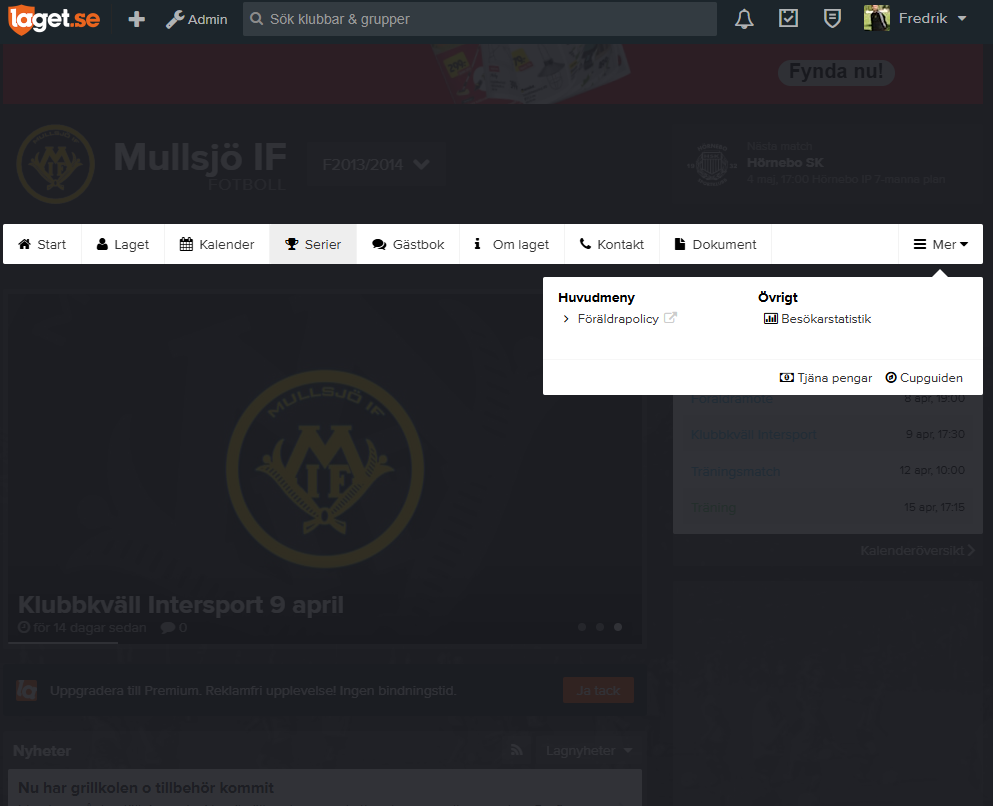 laget.se
Admin
Sök klubbar & grupper
Fredrik
Fynda nu!
Mullsjö IF
FOTBOLL
F2013/2014
Nästa match
Hörnebo SK
4 maj, 17:00 Hörnebo IP 7-manna plan
Start
Laget
Kalender
Serier
Gästbok
Om laget
Kontakt
Dokument
Mer
Huvudmeny
Föräldrapolicy
Övrigt
Besökarstatistik
Tjäna pengar
Cupguiden
MULLSJÖ IF
MIF
Föräldramöte
8 apr, 19:00
Klubbkväll Intersport
9 apr, 17:30
Träningsmatch
12 apr, 10:00
Träning
15 apr, 17:15
Kalenderöversikt
Klubbkväll Intersport 9 april
för 14 dagar sedan
0
Uppgradera till Premium. Reklamfri upplevelse! Ingen bindningstid.
Ja tack
Nyheter
Lagnyheter
Nu har grillkolen o tillbehör kommit